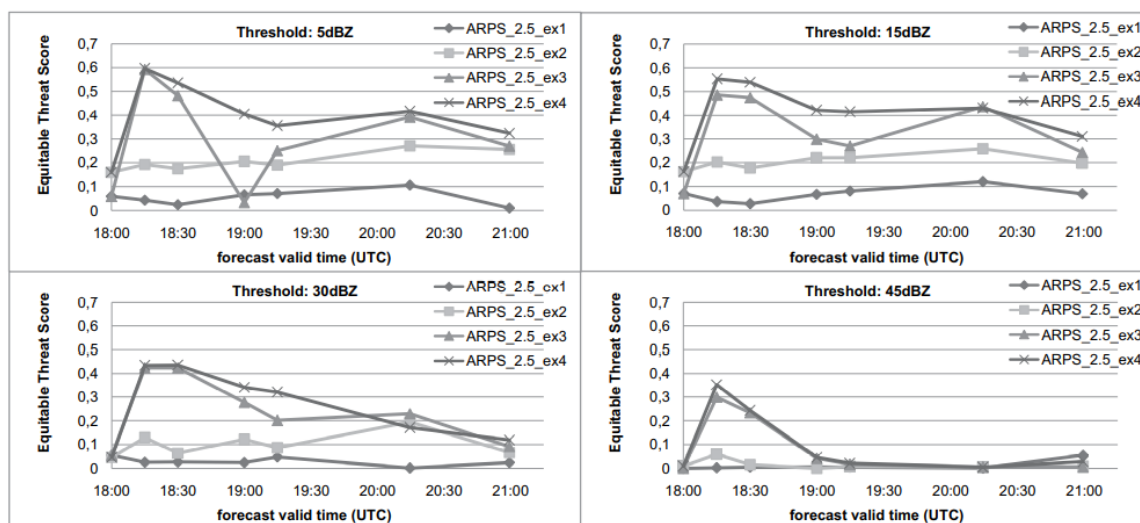 Threshold: 5dBZ
Equitable Threat Score
0,7
0,6
0,5
0,4
0,3
0,2
0,1
0
18:00 18:30 19:00 19:30 20:00 20:30 21:00
forecast valid time (UTC)
ARPS_2.5_ex1
ARPS_2.5_ex2
ARPS_2.5_ex3
ARPS_2.5_ex4
Threshold: 15dBZ
Equitable Threat Score
0,7
0,6
0,5
0,4
0,3
0,2
0,1
0
18:00 18:30 19:00 19:30 20:00 20:30 21:00
forecast valid time (UTC)
ARPS_2.5_ex1
ARPS_2.5_ex2
ARPS_2.5_ex3
ARPS_2.5_ex4
Threshold: 30dBZ
Equitable Threat Score
0,7
0,6
0,5
0,4
0,3
0,2
0,1
0
18:00 18:30 19:00 19:30 20:00 20:30 21:00
forecast valid time (UTC)
ARPS_2.5_ex1
ARPS_2.5_ex2
ARPS_2.5_ex3
ARPS_2.5_ex4
Threshold: 45dBZ
Equitable Threat Score
0,7
0,6
0,5
0,4
0,3
0,2
0,1
0
18:00 18:30 19:00 19:30 20:00 20:30 21:00
forecast valid time (UTC)
ARPS_2.5_ex1
ARPS_2.5_ex2
ARPS_2.5_ex3
ARPS_2.5_ex4